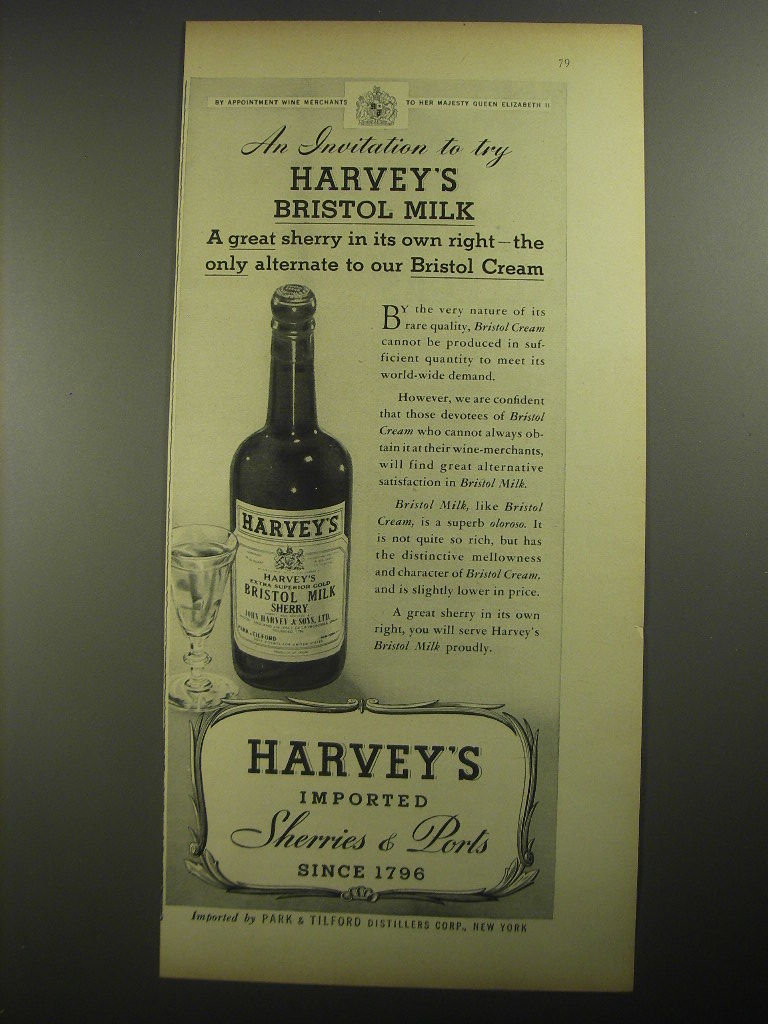 79
BY APPOINTMENT WINE MERCHANTS TO HER MAJESTY QUEEN ELIZABETH II
An Invitation to try
HARVEY'S
BRISTOL MILK
A great sherry in its own right—the
only alternate to our Bristol Cream
BY the very nature of its
rare quality, Bristol Cream
cannot be produced in suf-
ficient quantity to meet its
world-wide demand.
However, we are confident
that those devotees of Bristol
Cream who cannot always ob-
tain it at their wine-merchants,
will find great alternative
satisfaction in Bristol Milk.
Bristol Milk, like Bristol
Cream, is a superb oloroso. It
is not quite so rich, but has
the distinctive mellowness
and character of Bristol Cream,
and is slightly lower in price.
A great sherry in its own
right, you will serve Harvey's
Bristol Milk proudly.
HARVEY'S
HARVEY'S
EXTRA SUPERIOR GOLD
BRISTOL MILK
SHERRY
JOHN HARVEY & SONS, LTD.
PARK & TILFORD
HARVEY'S
IMPORTED
Sherries & Ports
SINCE 1796
Imported by PARK & TILFORD DISTILLERS CORP., NEW YORK